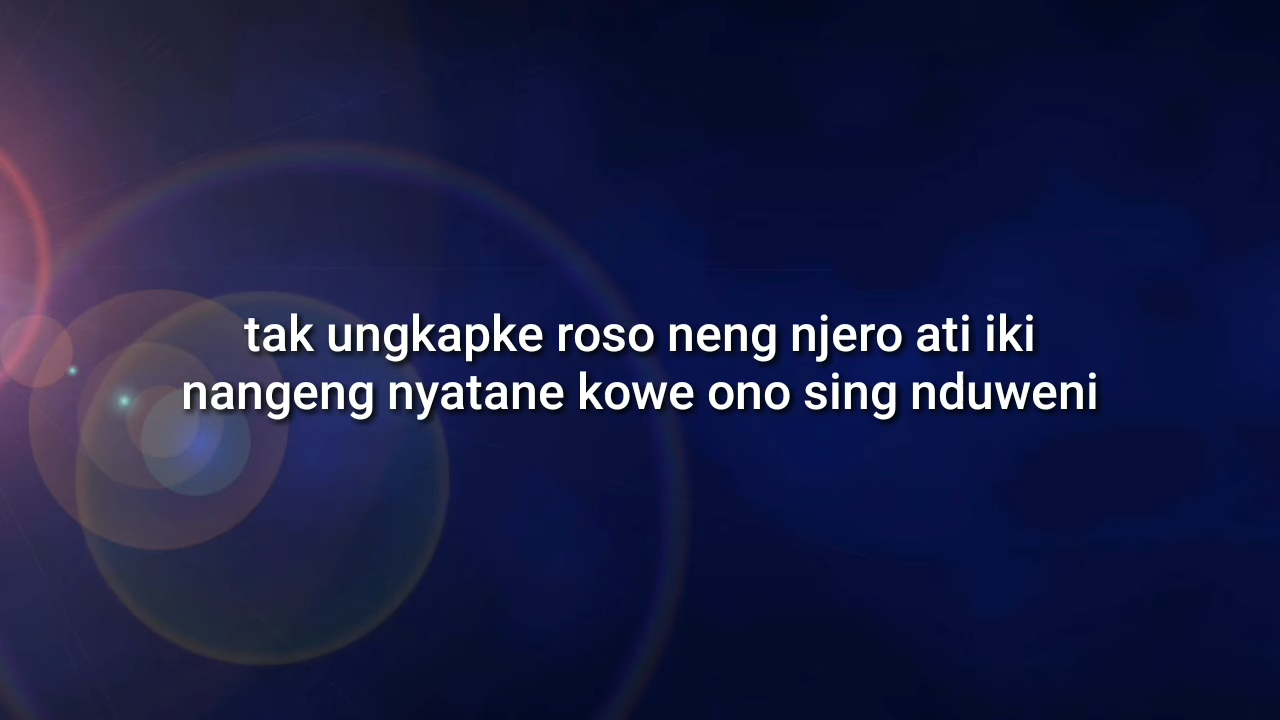 tak ungkapke roso neng njero ati iki
nangeng nyatane kowe ono sing nduweni